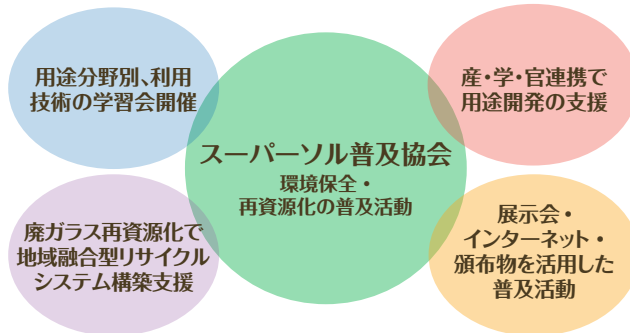 用途分野別、利用
技術の学習会開催
産・学・官連携で
用途開発の支援
スーパーソル普及協会
環境保全・
再資源化の普及活動
廃ガラス再資源化で
地域融合型リサイクル
システム構築支援
展示会・
インターネット・
頒布物を活用した
普及活動